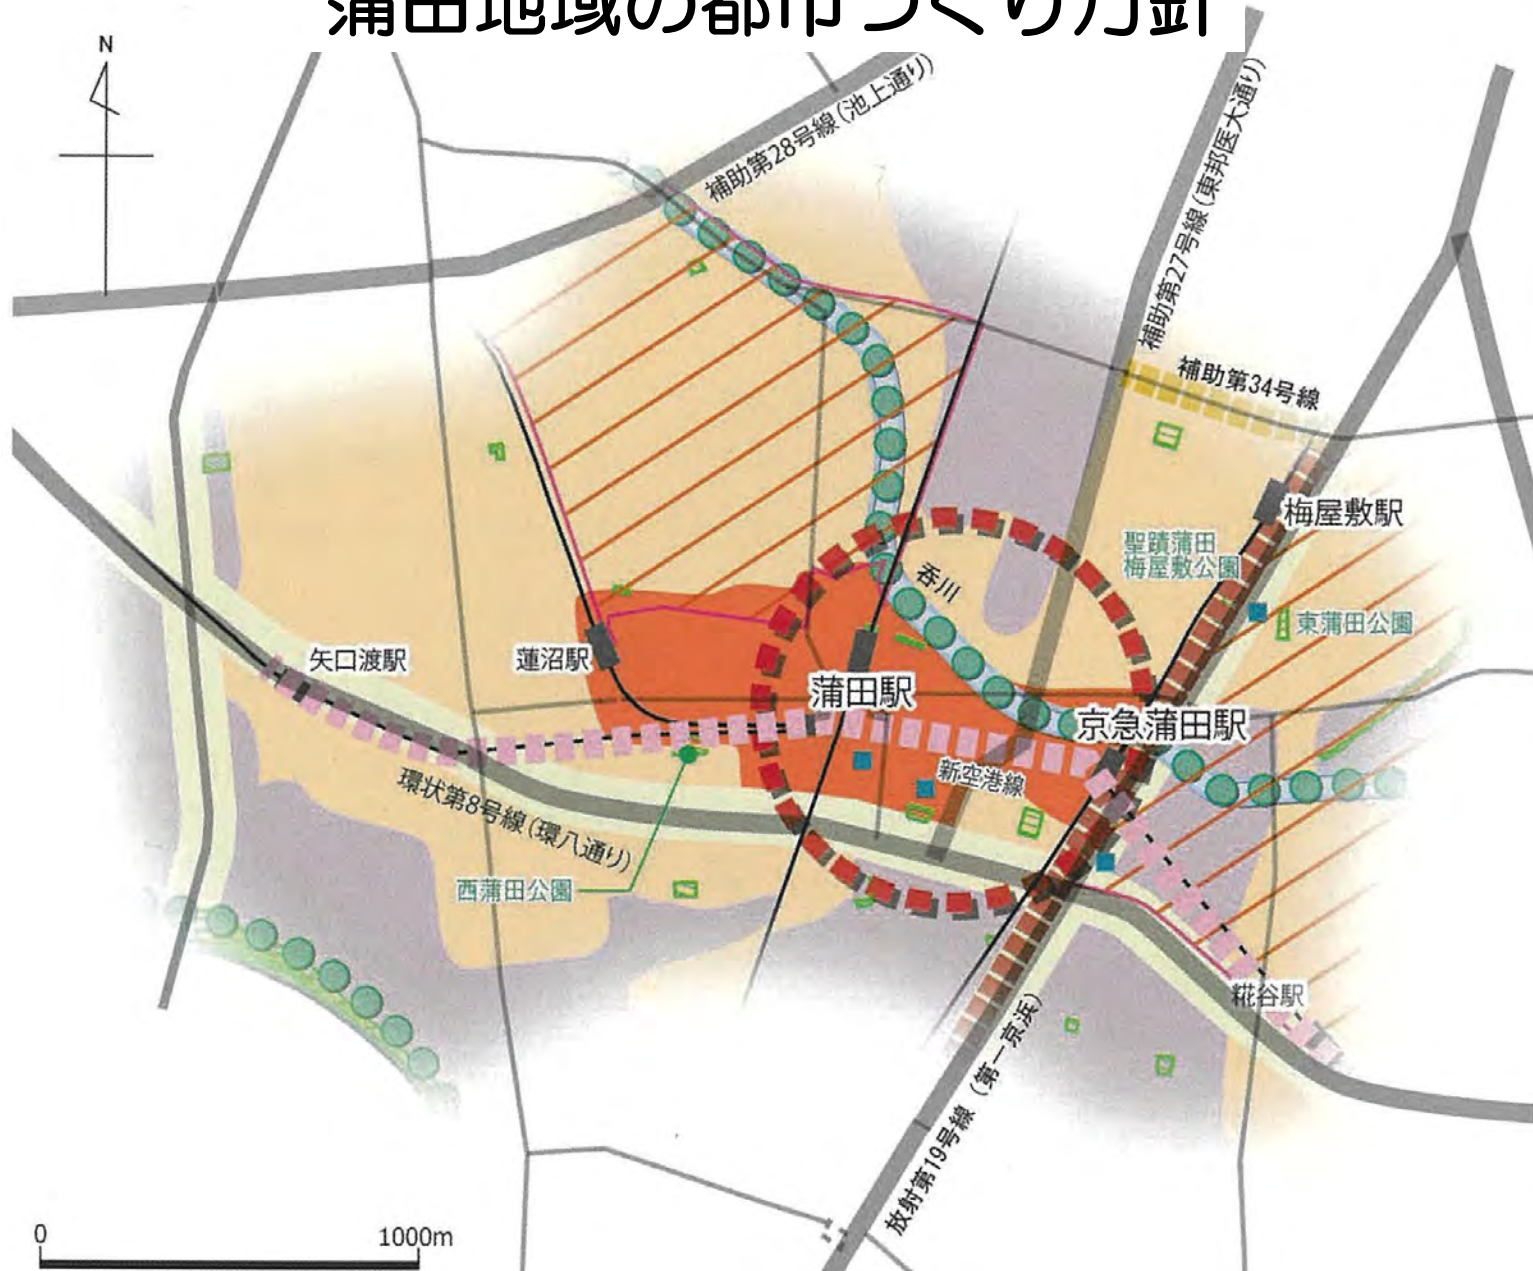 蒲田地域の都市づくり方針
N
補助第28号線(池上通り)
補助第27号線(東邦医大通り)
補助第34号線
梅屋敷駅
聖蹟蒲田
梅屋敷公園
呑川
東蒲田公園
矢口渡駅
蓮沼駅
蒲田駅
京急蒲田駅
新空港線
環状第8号線(環八通り)
西蒲田公園
糀谷駅
放射第19号線(第一京浜)
0
1000m